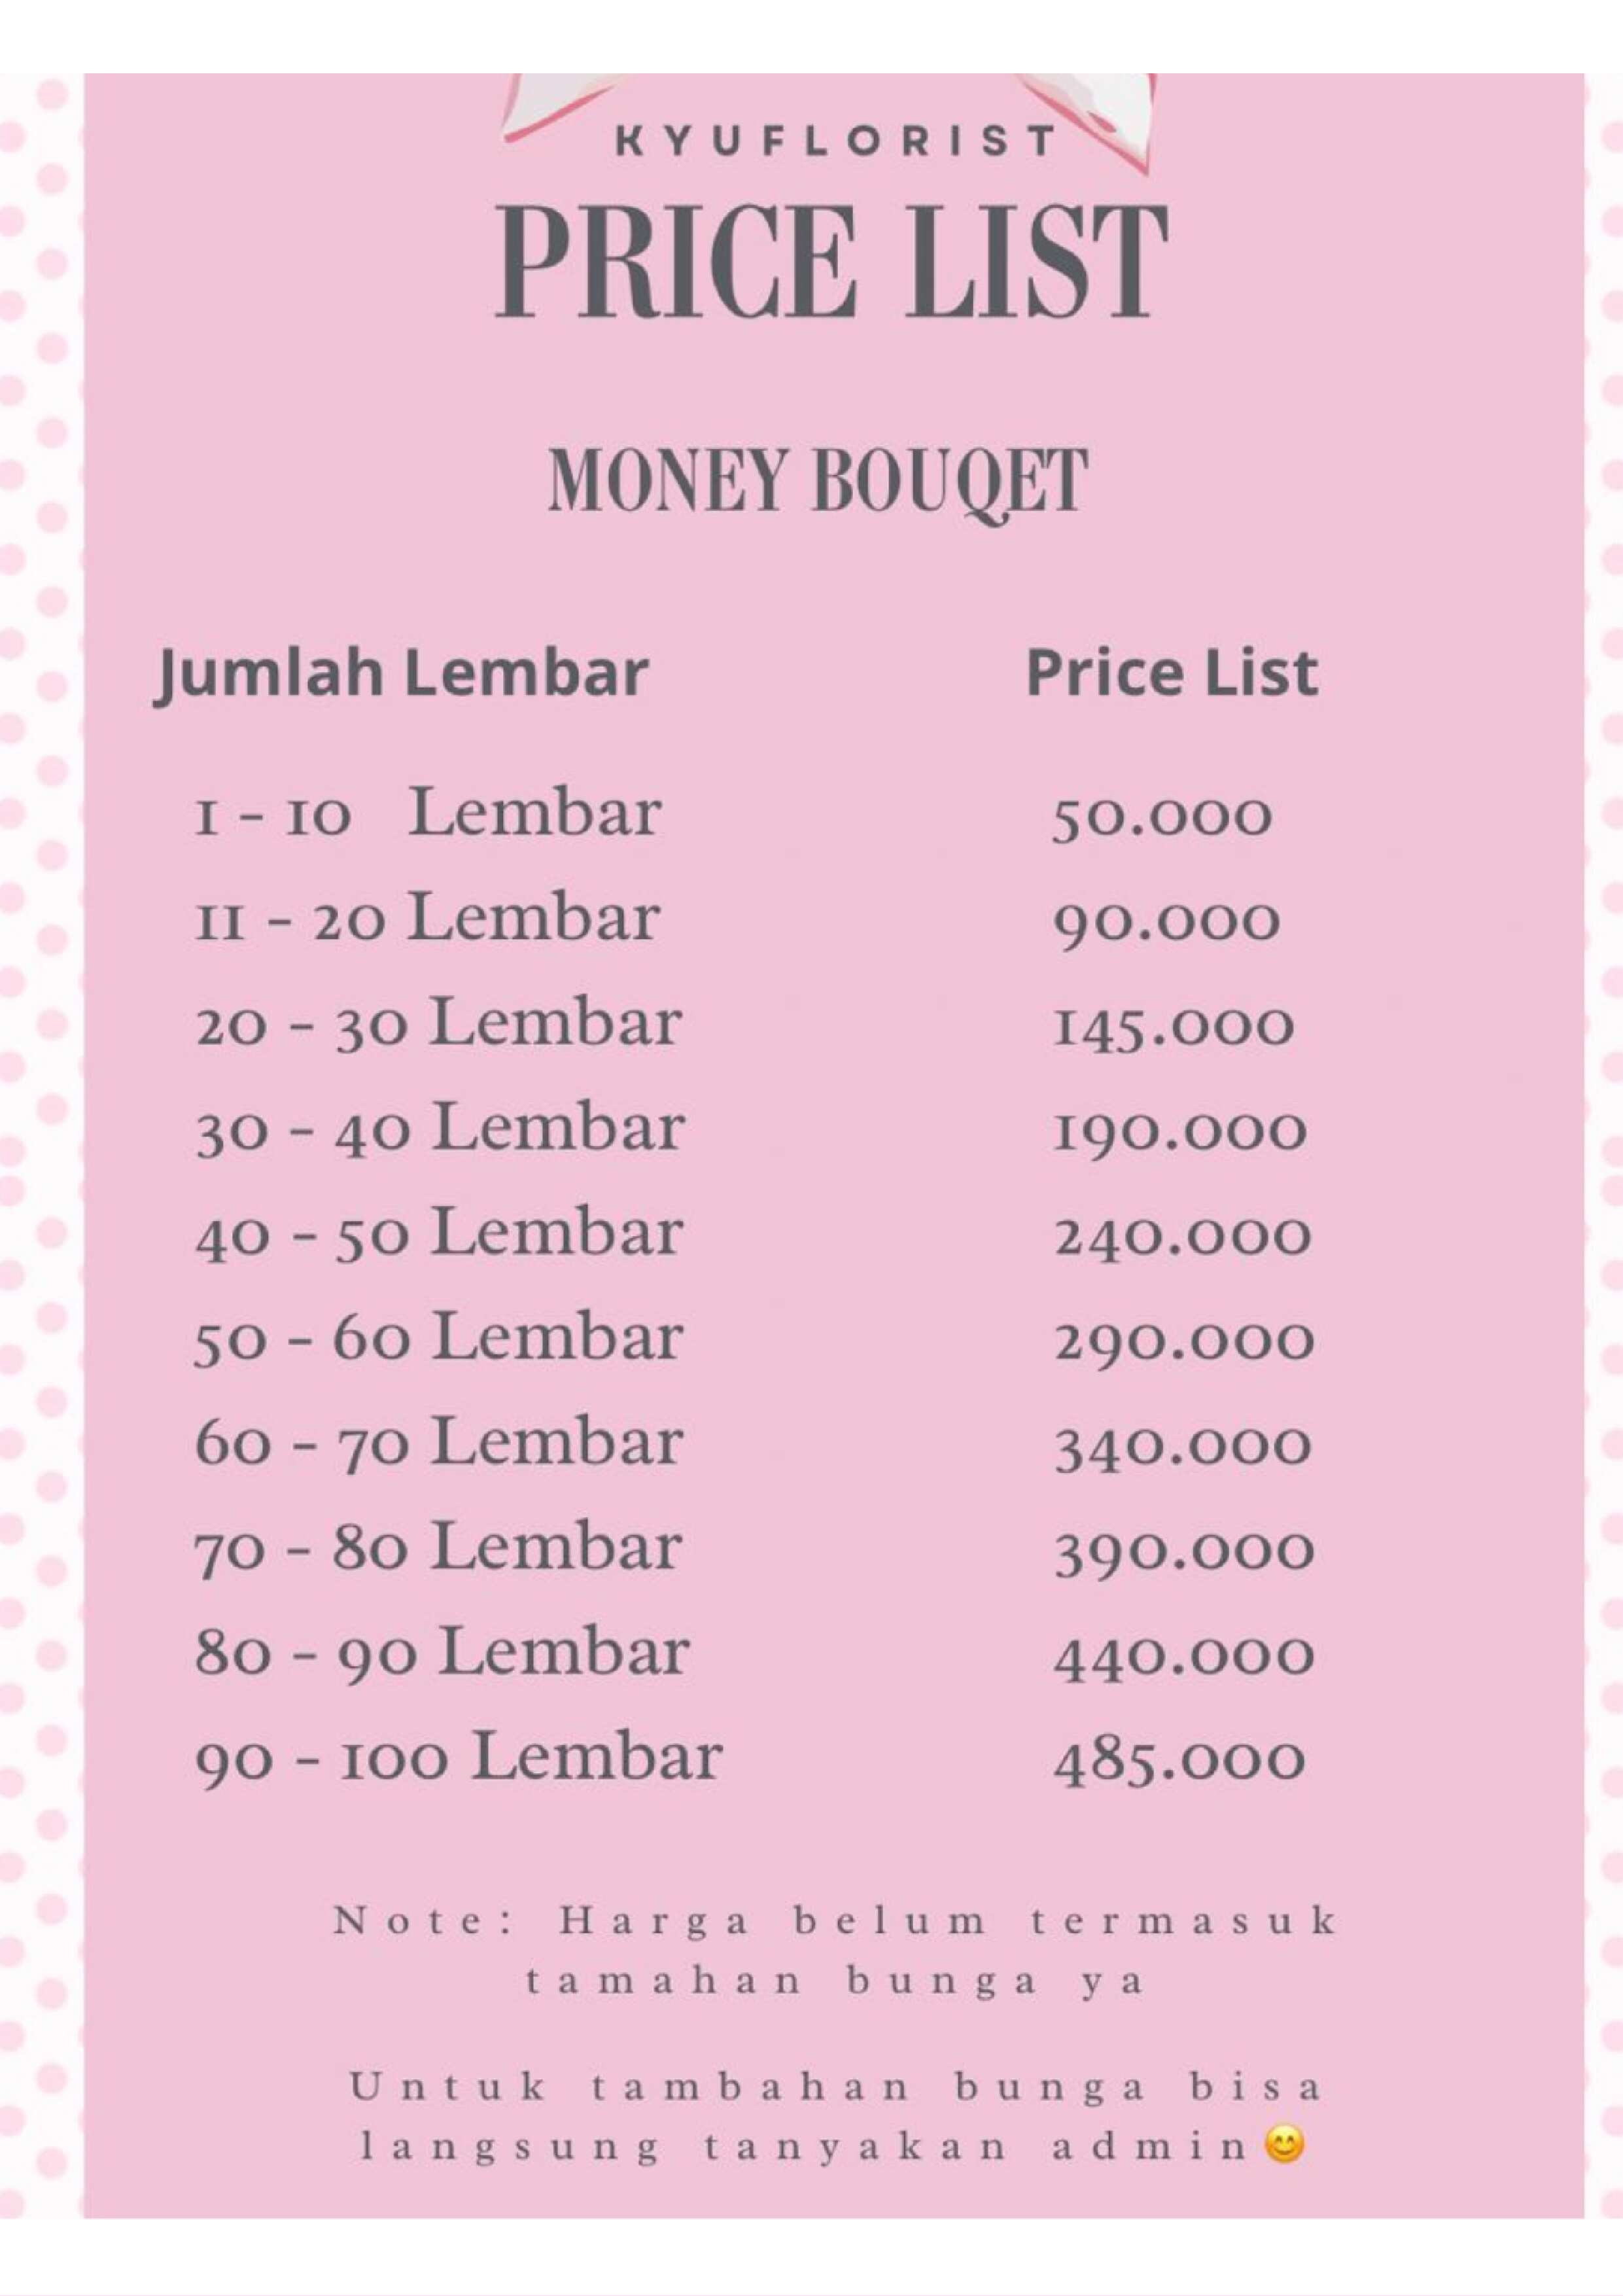 KYUFLORIST
PRICE LIST
MONEY BOUQET
Jumlah Lembar Price List
1 - 10 Lembar 50.000
11 - 20 Lembar 90.000
20 - 30 Lembar 145.000
30 - 40 Lembar 190.000
40 - 50 Lembar 240.000
50 - 60 Lembar 290.000
60 - 70 Lembar 340.000
70 - 80 Lembar 390.000
80 - 90 Lembar 440.000
90 - 100 Lembar 485.000
Note: Harga belum termasuk
tamahan bunga ya
Untuk tambahan bunga bisa
langsung tanyakan admin😊